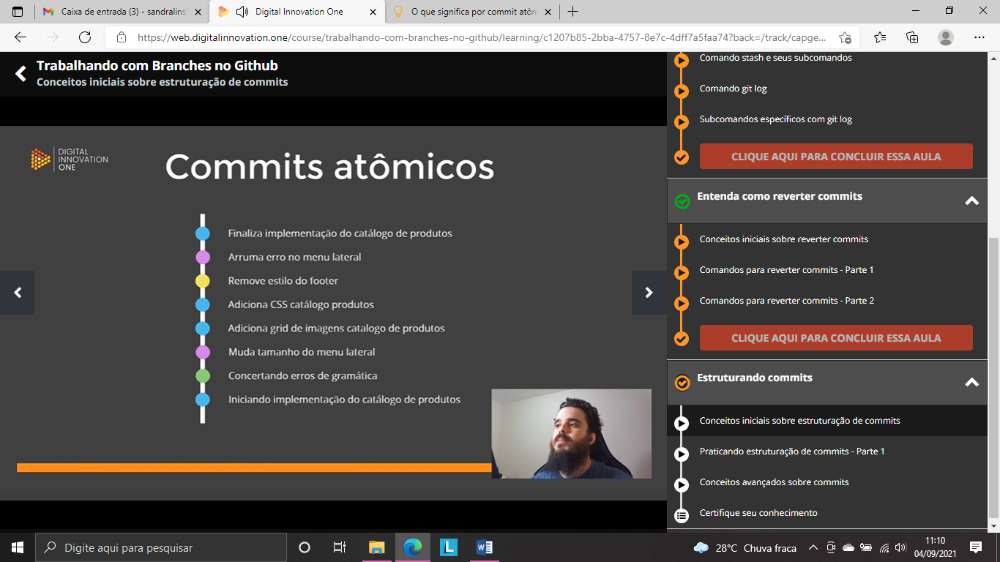 Caixa de entrada (3) - sandralins
Digital Innovation One
O que significa por commit atôm
https://web.digitalinnovation.one/course/trabalhando-com-branches-no-github/learning/c1207b85-2bba-4757-8e7c-4dff7a5faa74?back=/track/capge...
Trabalhando com Branches no Github
Conceitos iniciais sobre estruturação de commits
DIGITAL
INNOVATION
ONE
Commits atômicos
Finaliza implementação do catálogo de produtos
Arruma erro no menu lateral
Remove estilo do footer
Adiciona CSS catálogo produtos
Adiciona grid de imagens catalogo de produtos
Muda tamanho do menu lateral
Concertando erros de gramática
Iniciando implementação do catálogo de produtos
Comando stash e seus subcomandos
Comando git log
Subcomandos específicos com git log
CLIQUE AQUI PARA CONCLUIR ESSA AULA
Entenda como reverter commits
Conceitos iniciais sobre reverter commits
Comandos para reverter commits - Parte 1
Comandos para reverter commits - Parte 2
CLIQUE AQUI PARA CONCLUIR ESSA AULA
Estruturando commits
Conceitos iniciais sobre estruturação de commits
Praticando estruturação de commits - Parte 1
Conceitos avançados sobre commits
Certifique seu conhecimento
Digite aqui para pesquisar
L
W
28°C Chuva fraca
11:10
04/09/2021